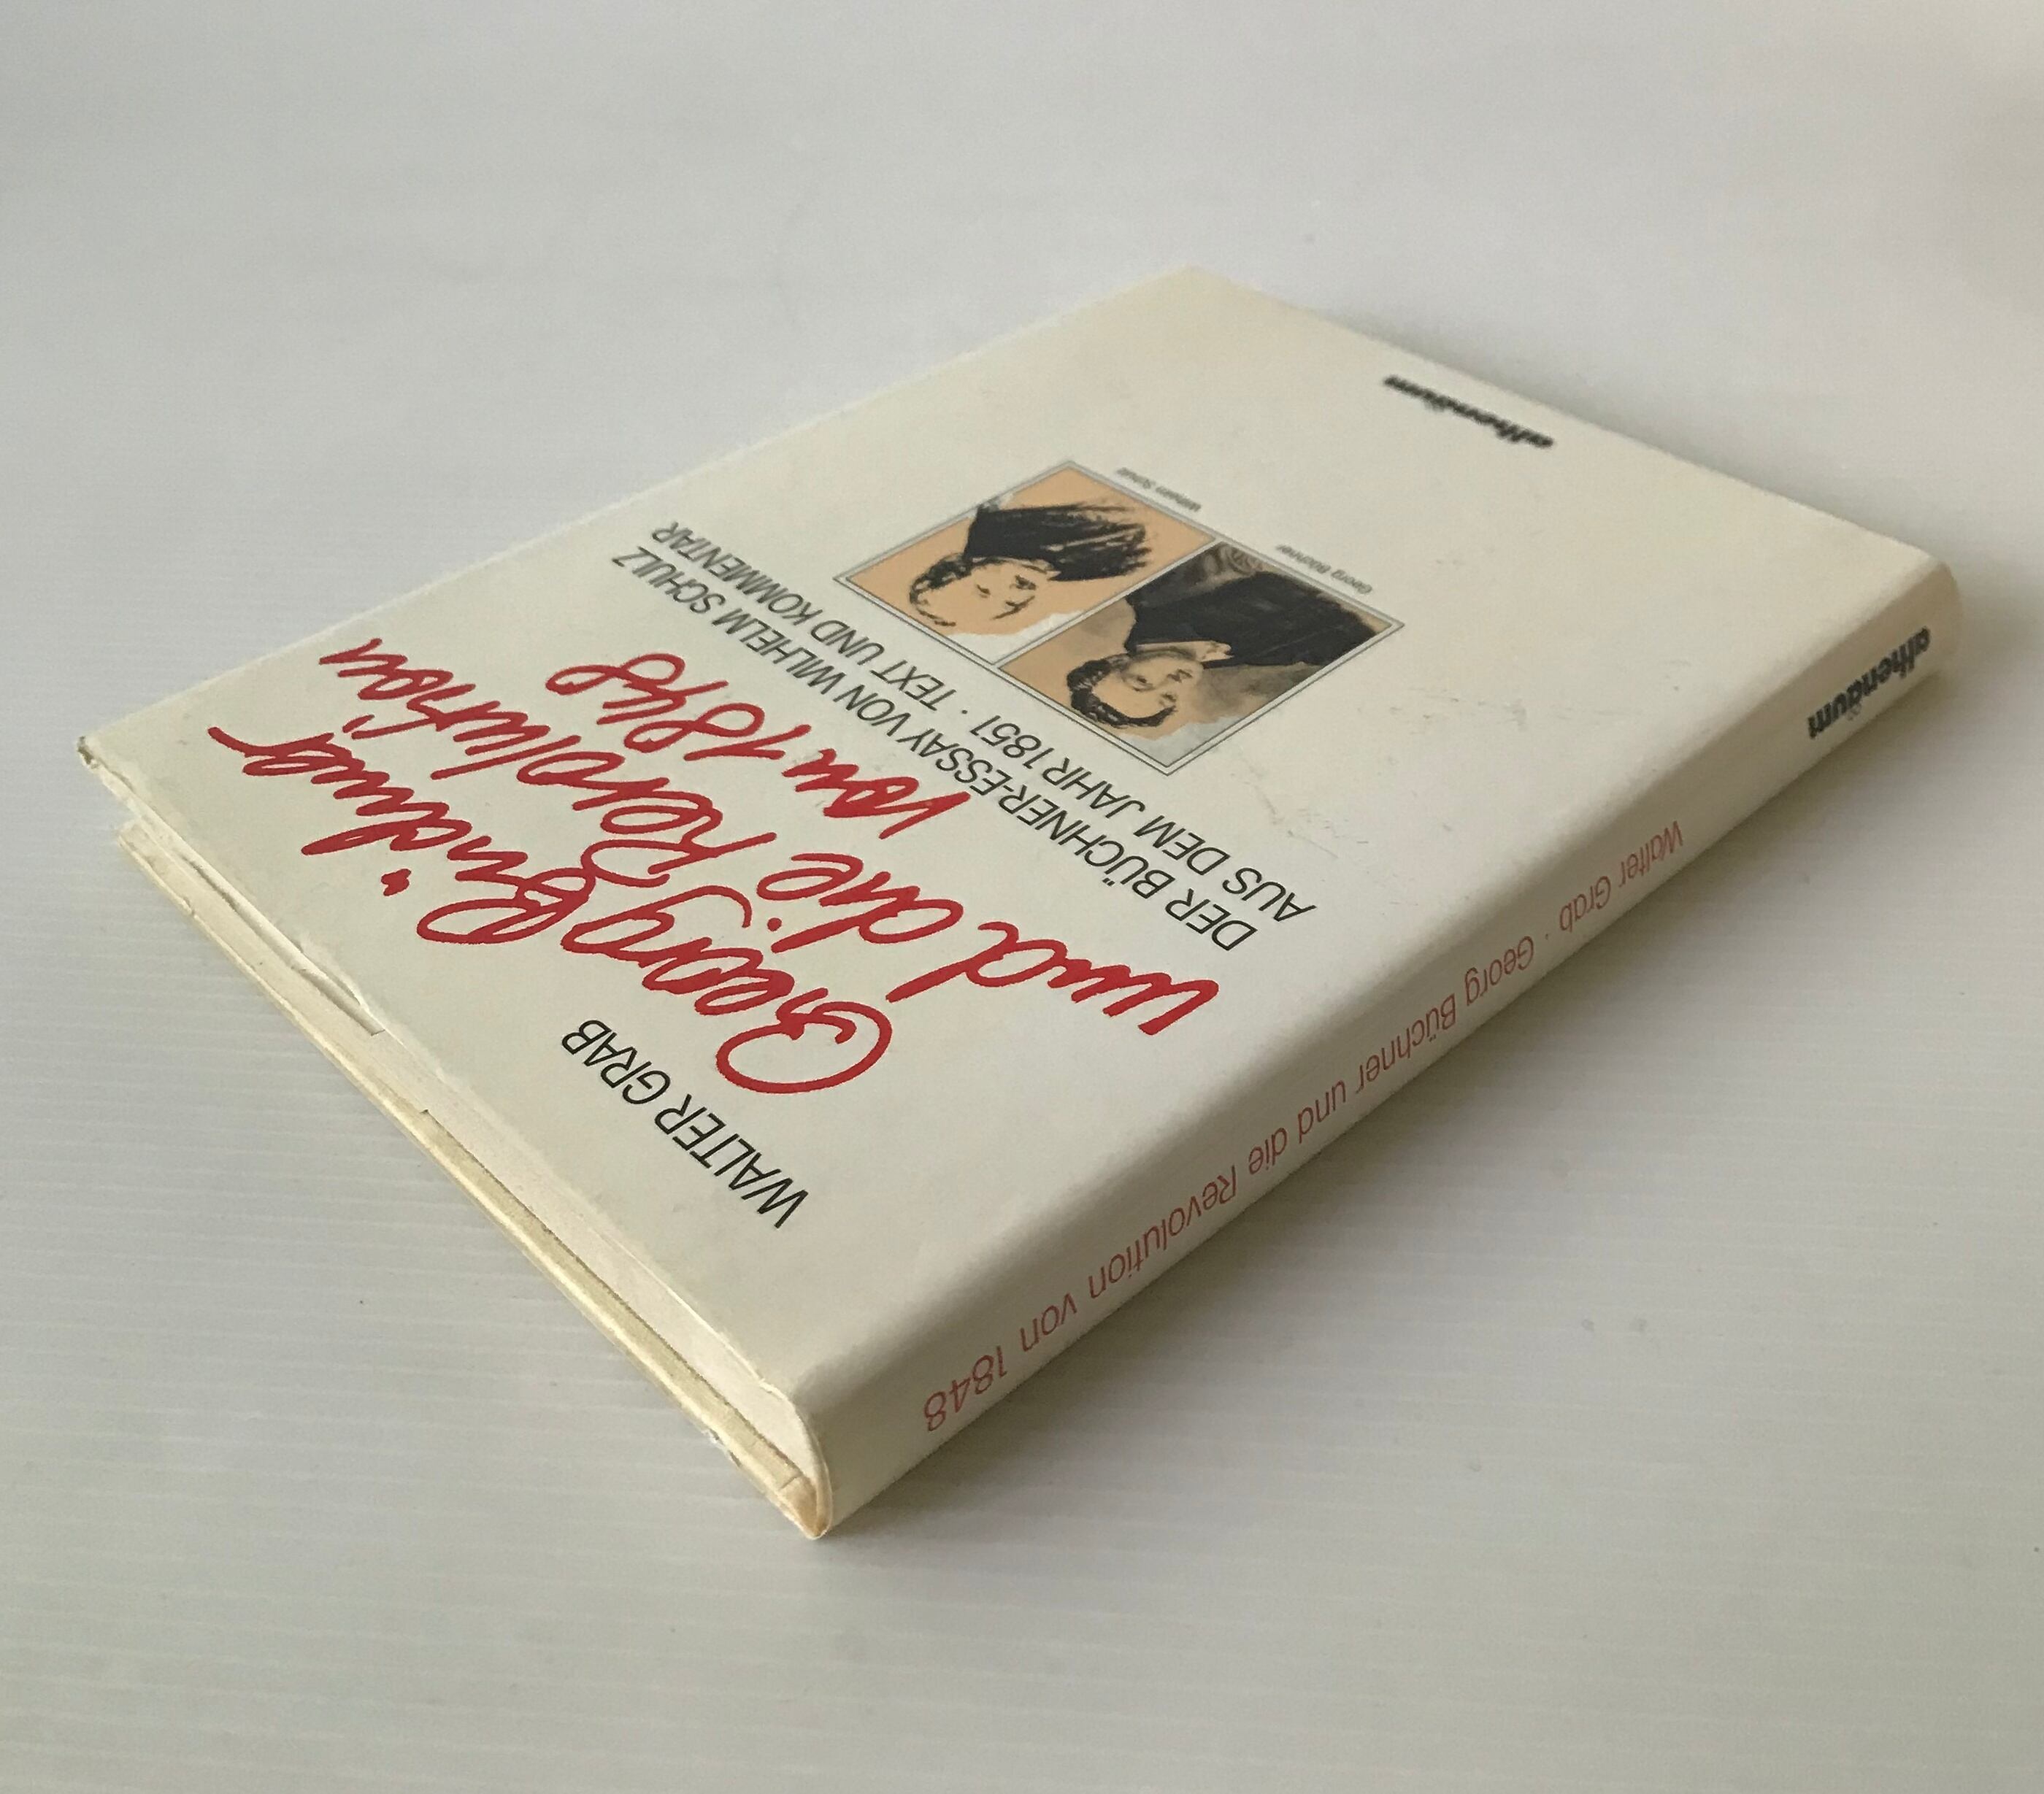 WALTER GRAB
Georg Büchner
und die Revolution
von 1848
DER BÜCHNER-ESSAY VON WILHELM SCHULZ
AUS DEM JAHR 1851 · TEXT UND KOMMENTAR
Georg Büchner
Wilhelm Schulz
athenäum
Walter Grab · Georg Büchner und die Revolution von 1848
athenäum